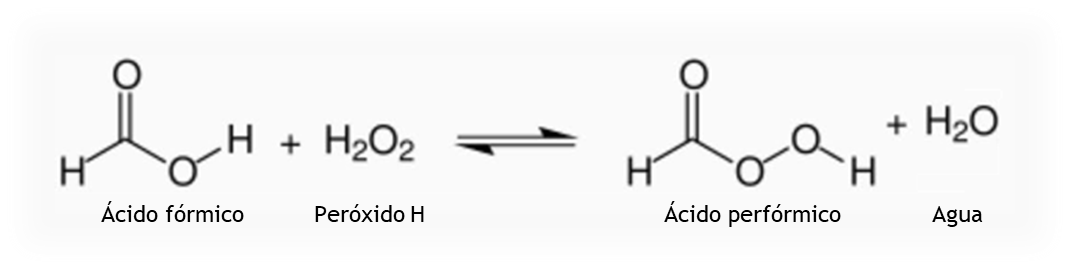 O O
H + H₂O₂ ⇌ + H₂O
H O H O O H
Ácido fórmico Peróxido H Ácido perfórmico Agua